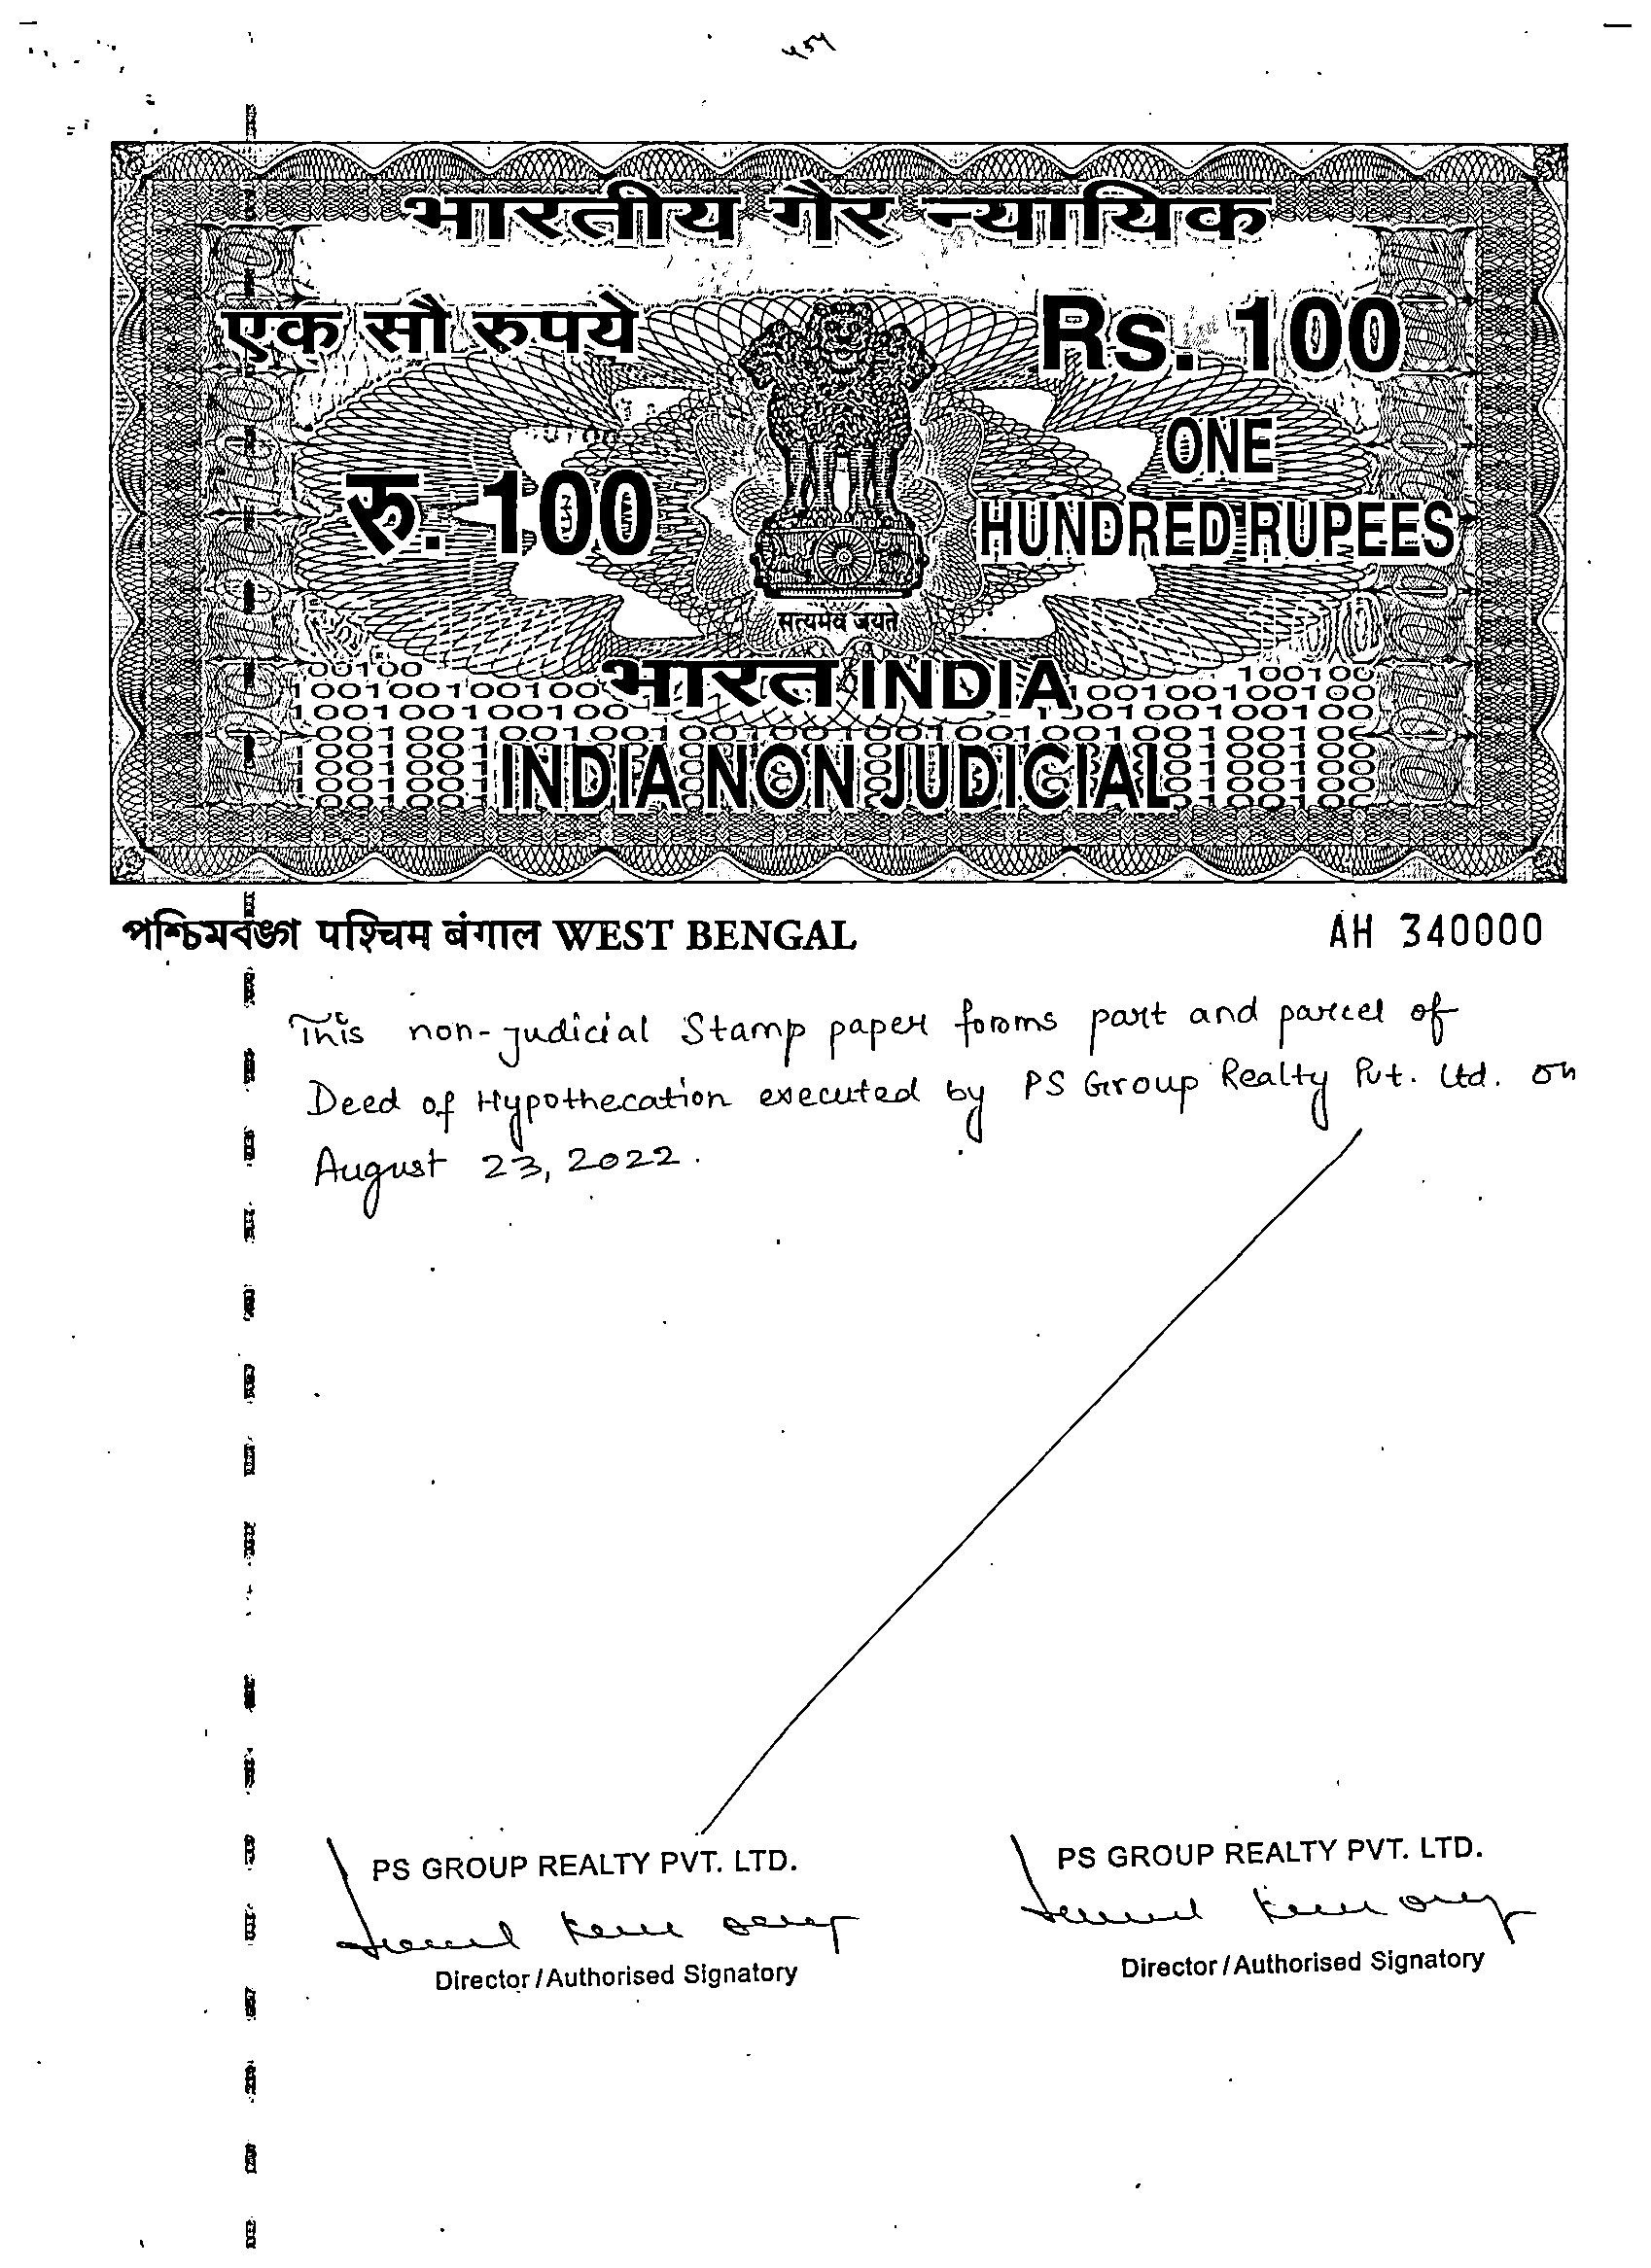 454
भारतीय गैर न्यायिक
एक सौ रुपये
Rs. 100
रु. 100
ONE
HUNDRED RUPEES
सत्यमेव जयते
भारत INDIA
INDIA NON JUDICIAL
পশ্চিমবঙ্গ पश्चिम बंगाल WEST BENGAL
AH 340000
This non-judicial Stamp paper forms part and parcel of
Deed of Hypothecation executed by PS Group Realty Pvt. Ltd. on
August 23, 2022.
PS GROUP REALTY PVT. LTD.
Director / Authorised Signatory
PS GROUP REALTY PVT. LTD.
Director / Authorised Signatory